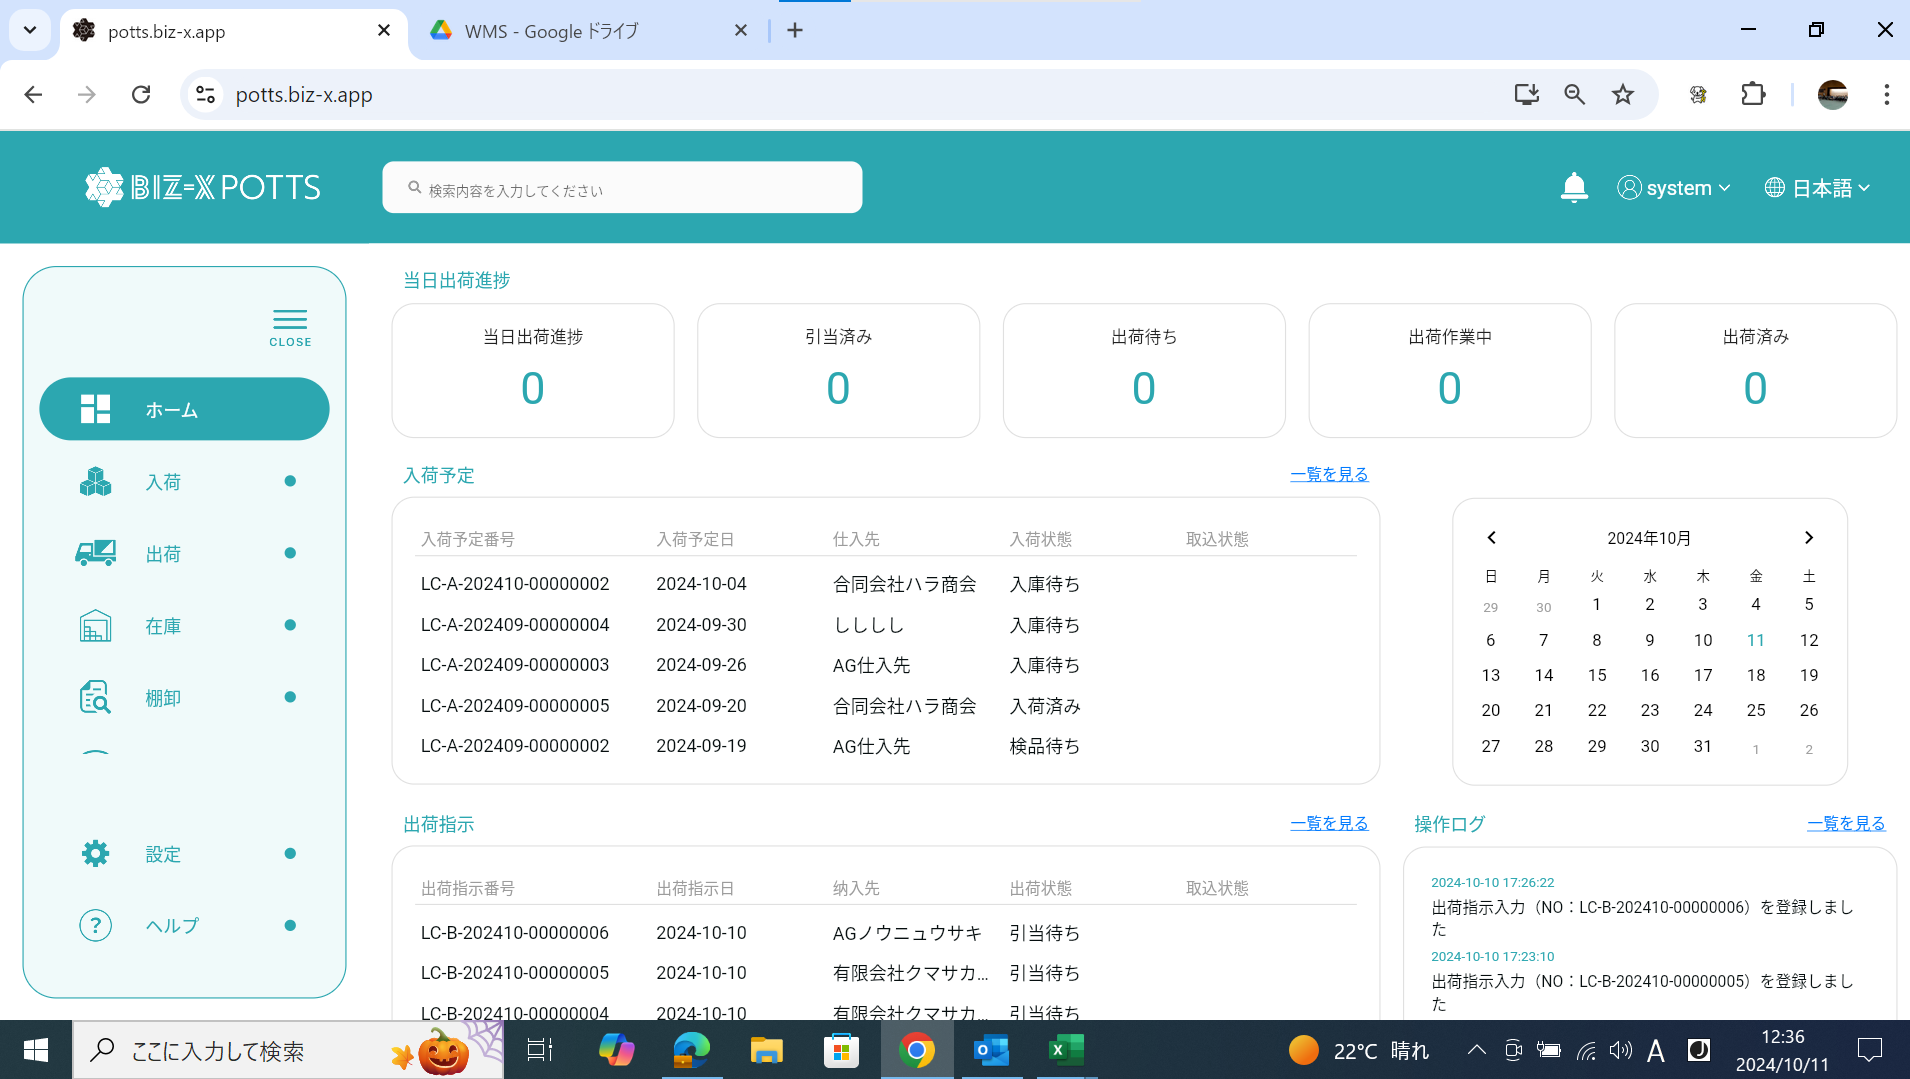 potts.biz-x.app
WMS - Google ドライブ
potts.biz-x.app
BIZ-X POTTS
検索内容を入力してください
system
日本語
CLOSE
ホーム
入荷
出荷
在庫
棚卸
設定
? ヘルプ
当日出荷進捗
当日出荷進捗
0
引当済み
0
出荷待ち
0
出荷作業中
0
出荷済み
0
入荷予定 一覧を見る
入荷予定番号 入荷予定日 仕入先 入荷状態 取込状態
LC-A-202410-00000002 2024-10-04 合同会社ハラ商会 入庫待ち
LC-A-202409-00000004 2024-09-30 しししし 入庫待ち
LC-A-202409-00000003 2024-09-26 AG仕入先 入庫待ち
LC-A-202409-00000005 2024-09-20 合同会社ハラ商会 入荷済み
LC-A-202409-00000002 2024-09-19 AG仕入先 検品待ち
2024年10月
日 月 火 水 木 金 土
29 30 1 2 3 4 5
6 7 8 9 10 11 12
13 14 15 16 17 18 19
20 21 22 23 24 25 26
27 28 29 30 31 1 2
出荷指示 一覧を見る
出荷指示番号 出荷指示日 納入先 出荷状態 取込状態
LC-B-202410-00000006 2024-10-10 AGノウニュウサキ 引当待ち
LC-B-202410-00000005 2024-10-10 有限会社クマサカ... 引当待ち
LC-B-202410-00000004 2024-10-10 有限会社クマサカ... 引当待ち
操作ログ 一覧を見る
2024-10-10 17:26:22
出荷指示入力（NO：LC-B-202410-00000006）を登録しまし
た
2024-10-10 17:23:10
出荷指示入力（NO：LC-B-202410-00000005）を登録しまし
た
ここに入力して検索
22℃ 晴れ
A
J
12:36
2024/10/11